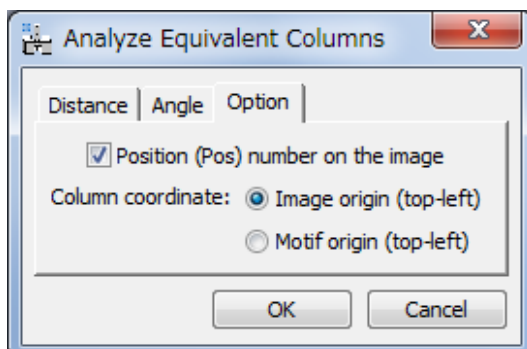 Analyze Equivalent Columns
Distance Angle Option
Position (Pos) number on the image
Column coordinate: Image origin (top-left)
Motif origin (top-left)
OK Cancel